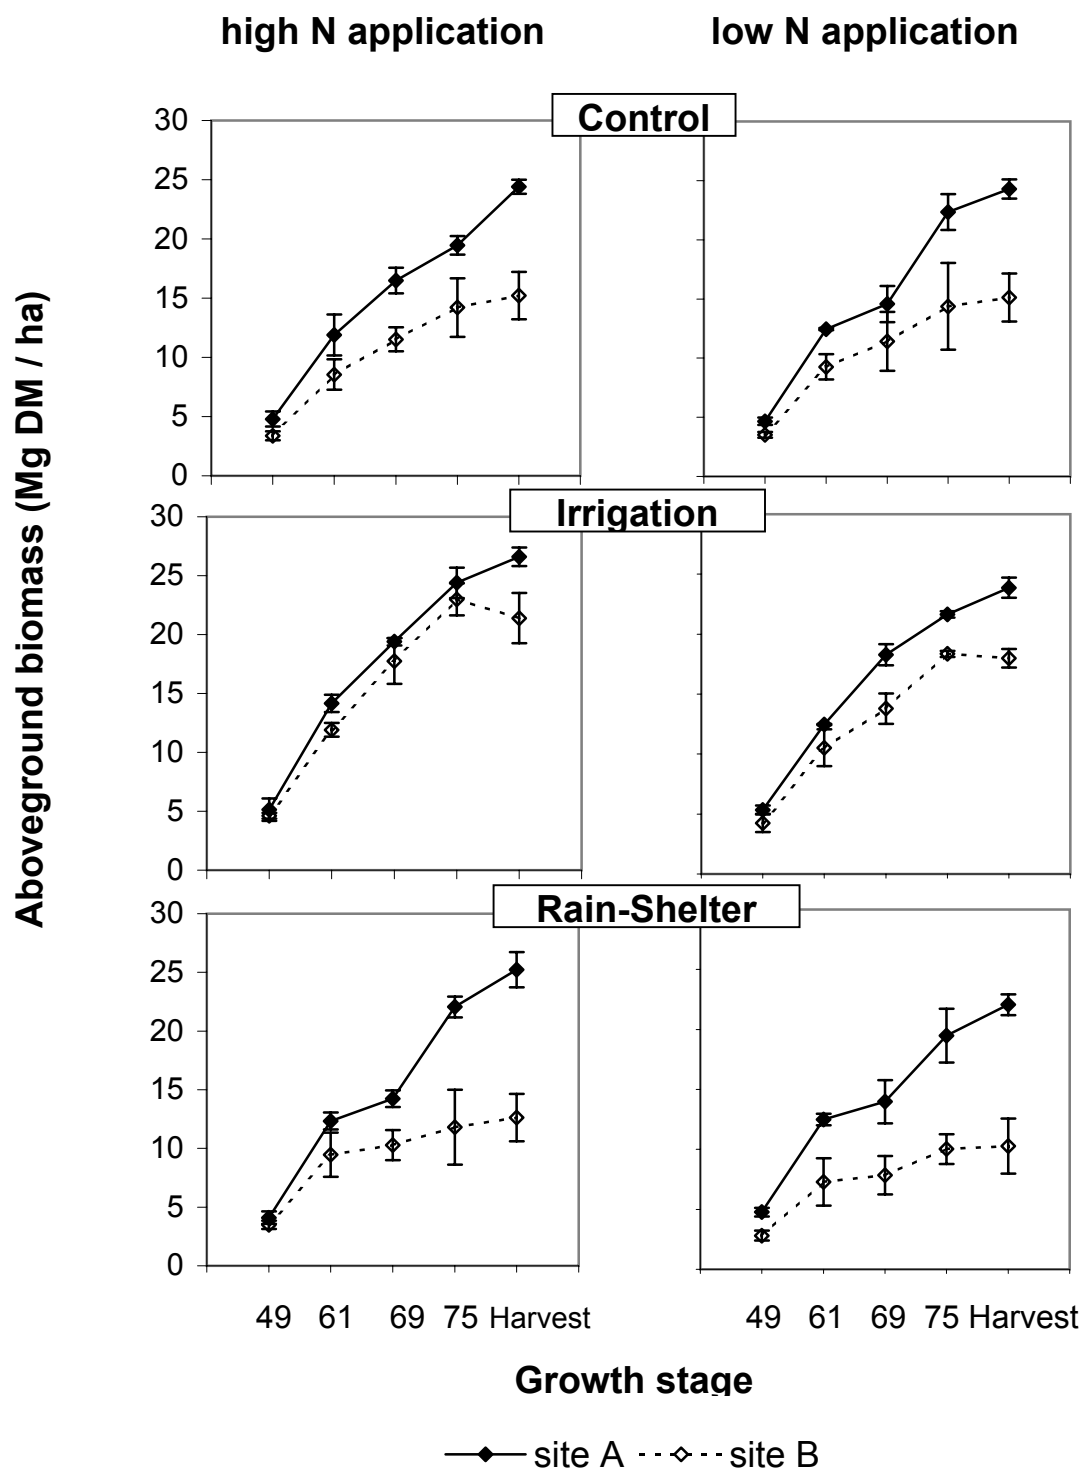 high N application low N application
Control
30
25
20
15
10
5
0
Irrigation
30
25
20
15
10
5
0
Rain-Shelter
30
25
20
15
10
5
0
Aboveground biomass (Mg DM / ha)
49 61 69 75 Harvest 49 61 69 75 Harvest
Growth stage
site A site B